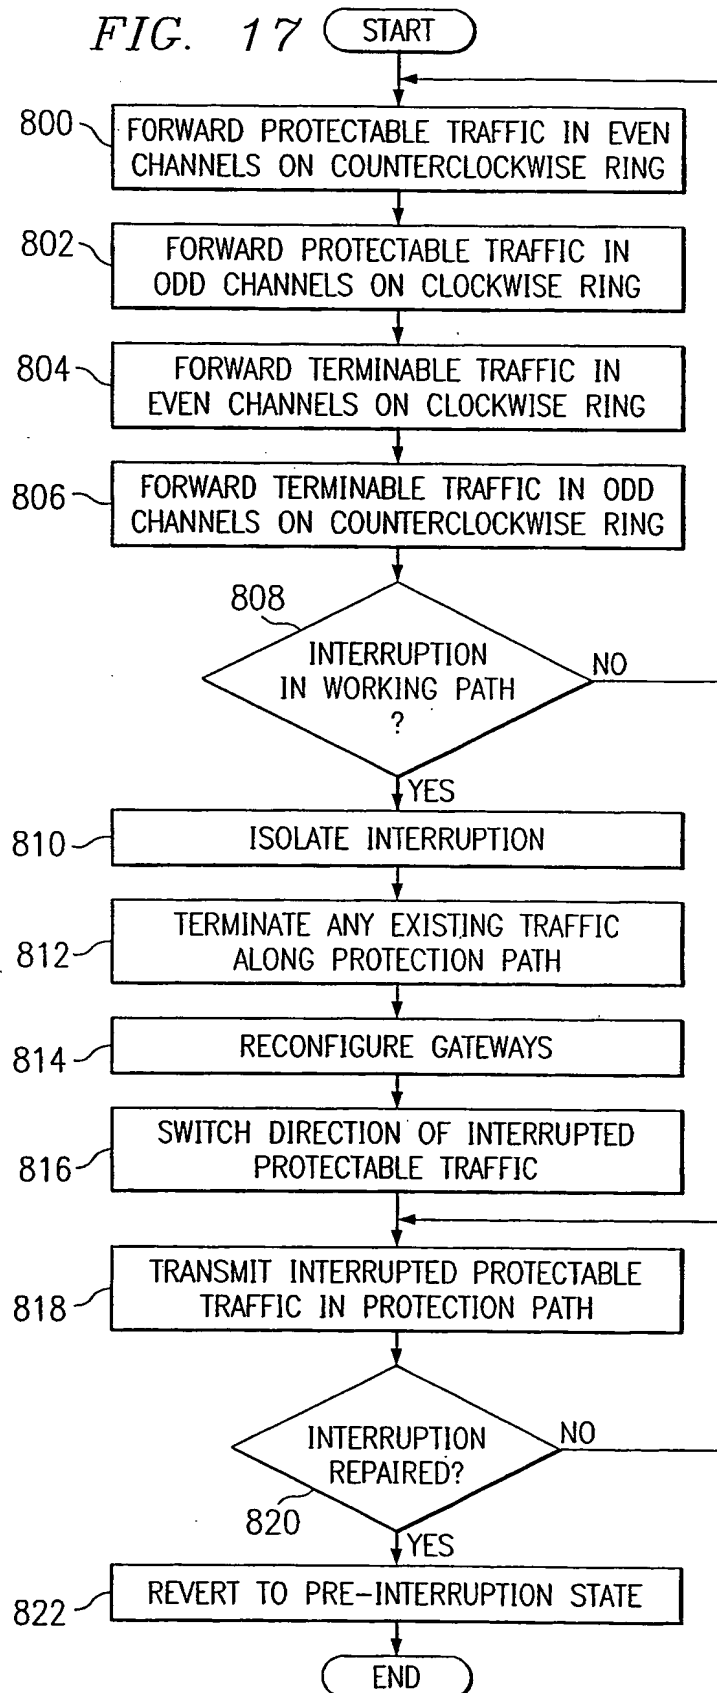 FIG. 17
START
800
FORWARD PROTECTABLE TRAFFIC IN EVEN
CHANNELS ON COUNTERCLOCKWISE RING
802
FORWARD PROTECTABLE TRAFFIC IN
ODD CHANNELS ON CLOCKWISE RING
804
FORWARD TERMINABLE TRAFFIC IN
EVEN CHANNELS ON CLOCKWISE RING
806
FORWARD TERMINABLE TRAFFIC IN ODD
CHANNELS ON COUNTERCLOCKWISE RING
808
INTERRUPTION
IN WORKING PATH
?
NO
YES
810
ISOLATE INTERRUPTION
812
TERMINATE ANY EXISTING TRAFFIC
ALONG PROTECTION PATH
814
RECONFIGURE GATEWAYS
816
SWITCH DIRECTION OF INTERRUPTED
PROTECTABLE TRAFFIC
818
TRANSMIT INTERRUPTED PROTECTABLE
TRAFFIC IN PROTECTION PATH
INTERRUPTION
REPAIRED?
NO
820
YES
822
REVERT TO PRE-INTERRUPTION STATE
END